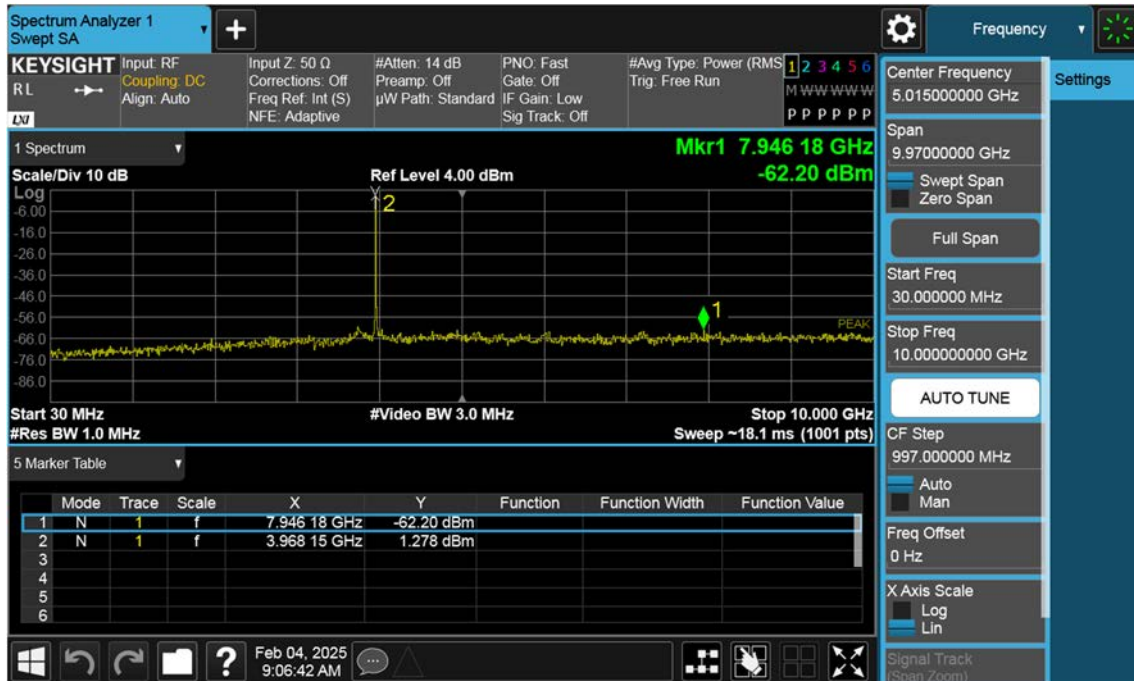 Spectrum Analyzer 1
Swept SA
Frequency
KEYSIGHT
RL
LXI
Input: RF
Coupling: DC
Align: Auto
Input Z: 50 Ω
Corrections: Off
Freq Ref: Int (S)
NFE: Adaptive
#Atten: 14 dB
Preamp: Off
µW Path: Standard
PNO: Fast
Gate: Off
IF Gain: Low
Sig Track: Off
#Avg Type: Power (RMS
Trig: Free Run
1 2 3 4 5 6
M W W W W W
P P P P P P
1 Spectrum
Scale/Div 10 dB
Ref Level 4.00 dBm
Mkr1 7.946 18 GHz
-62.20 dBm
Log
-6.00
-16.0
-26.0
-36.0
-46.0
-56.0
-66.0
-76.0
-86.0
2
1
PEAK
Start 30 MHz
#Video BW 3.0 MHz
Stop 10.000 GHz
#Res BW 1.0 MHz
Sweep ~18.1 ms (1001 pts)
5 Marker Table
Mode Trace Scale X Y Function Function Width Function Value
1 N 1 f 7.946 18 GHz -62.20 dBm
2 N 1 f 3.968 15 GHz 1.278 dBm
3
4
5
6
?
Feb 04, 2025
9:06:42 AM
Center Frequency
5.015000000 GHz
Settings
Span
9.97000000 GHz
Swept Span
Zero Span
Full Span
Start Freq
30.000000 MHz
Stop Freq
10.000000000 GHz
AUTO TUNE
CF Step
997.000000 MHz
Auto
Man
Freq Offset
0 Hz
X Axis Scale
Log
Lin
Signal Track
(Span Zoom)